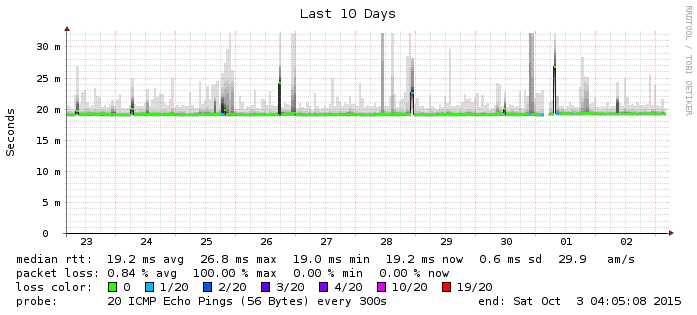 Last 10 Days
RRDTOOL / TOBI OETIKER
Seconds
30 m
25 m
20 m
15 m
10 m
5 m
0
23 24 25 26 27 28 29 30 01 02
median rtt: 19.2 ms avg 26.8 ms max 19.0 ms min 19.2 ms now 0.6 ms sd 29.9 am/s
packet loss: 0.84 % avg 100.00 % max 0.00 % min 0.00 % now
loss color: 0 1/20 2/20 3/20 4/20 10/20 19/20
probe: 20 ICMP Echo Pings (56 Bytes) every 300s end: Sat Oct 3 04:05:08 2015